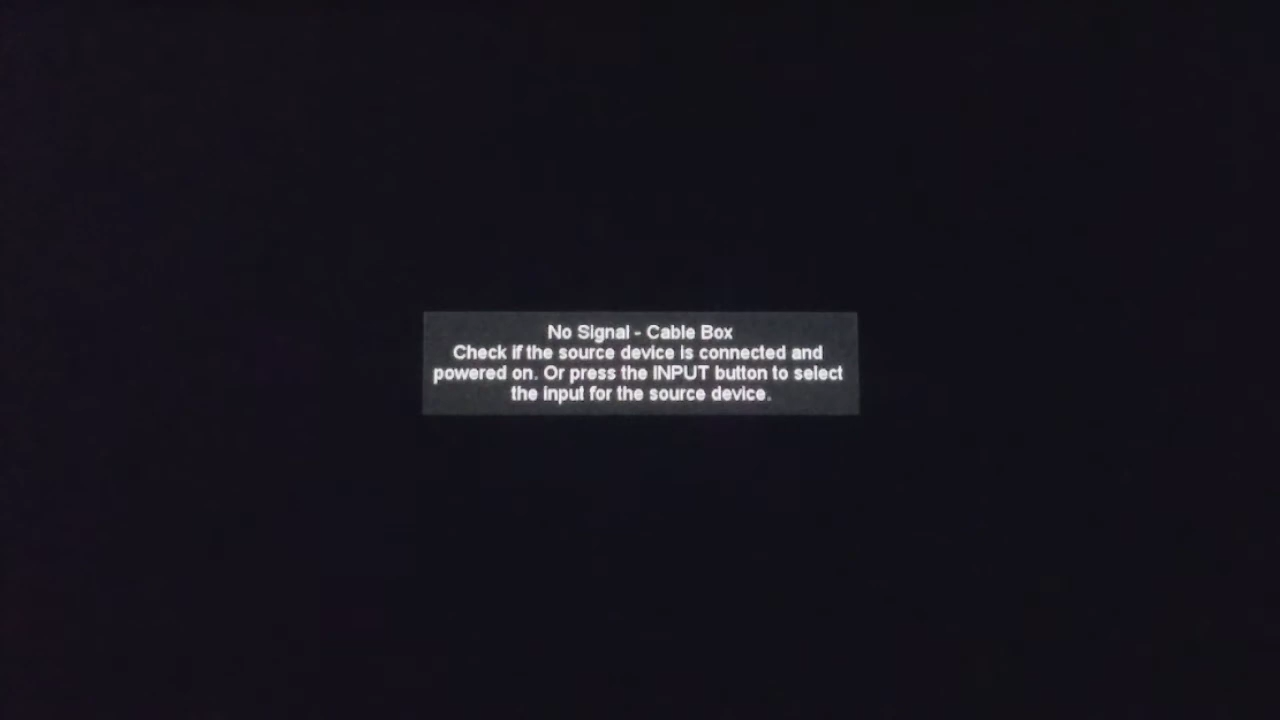 No Signal - Cable Box
Check if the source device is connected and
powered on. Or press the INPUT button to select
the input for the source device.